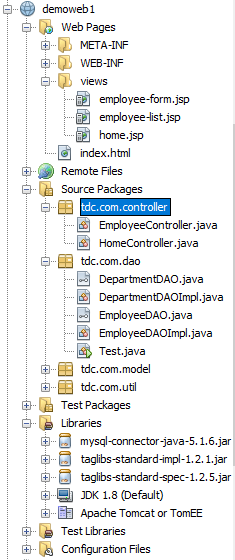 demoweb1
Web Pages
META-INF
WEB-INF
views
employee-form.jsp
employee-list.jsp
home.jsp
index.html
Remote Files
Source Packages
tdc.com.controller
EmployeeController.java
HomeController.java
tdc.com.dao
DepartmentDAO.java
DepartmentDAOImpl.java
EmployeeDAO.java
EmployeeDAOImpl.java
Test.java
tdc.com.model
tdc.com.util
Test Packages
Libraries
mysql-connector-java-5.1.6.jar
taglibs-standard-impl-1.2.1.jar
taglibs-standard-spec-1.2.5.jar
JDK 1.8 (Default)
Apache Tomcat or TomEE
Test Libraries
Configuration Files